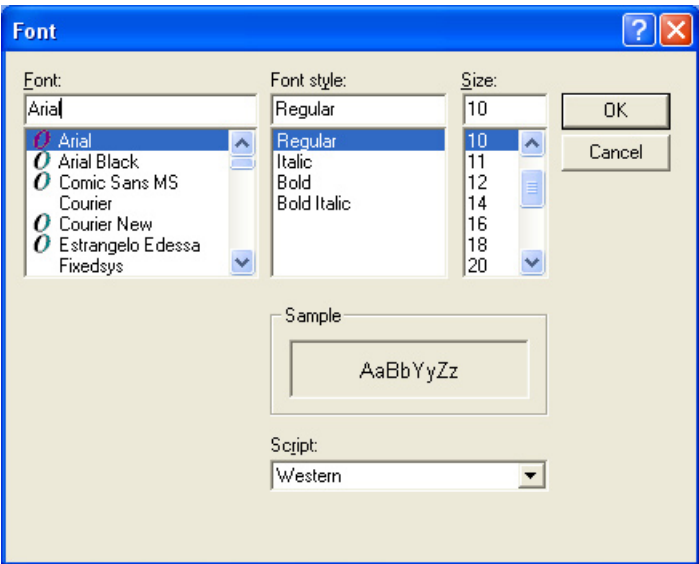 Font
Font: Font style: Size:
Arial Regular 10 OK
Arial Regular 10 Cancel
Arial Black Italic 11
Comic Sans MS Bold 12
Courier Bold Italic 14
Courier New 16
Estrangelo Edessa 18
Fixedsys 20
Sample
AaBbYyZz
Script:
Western